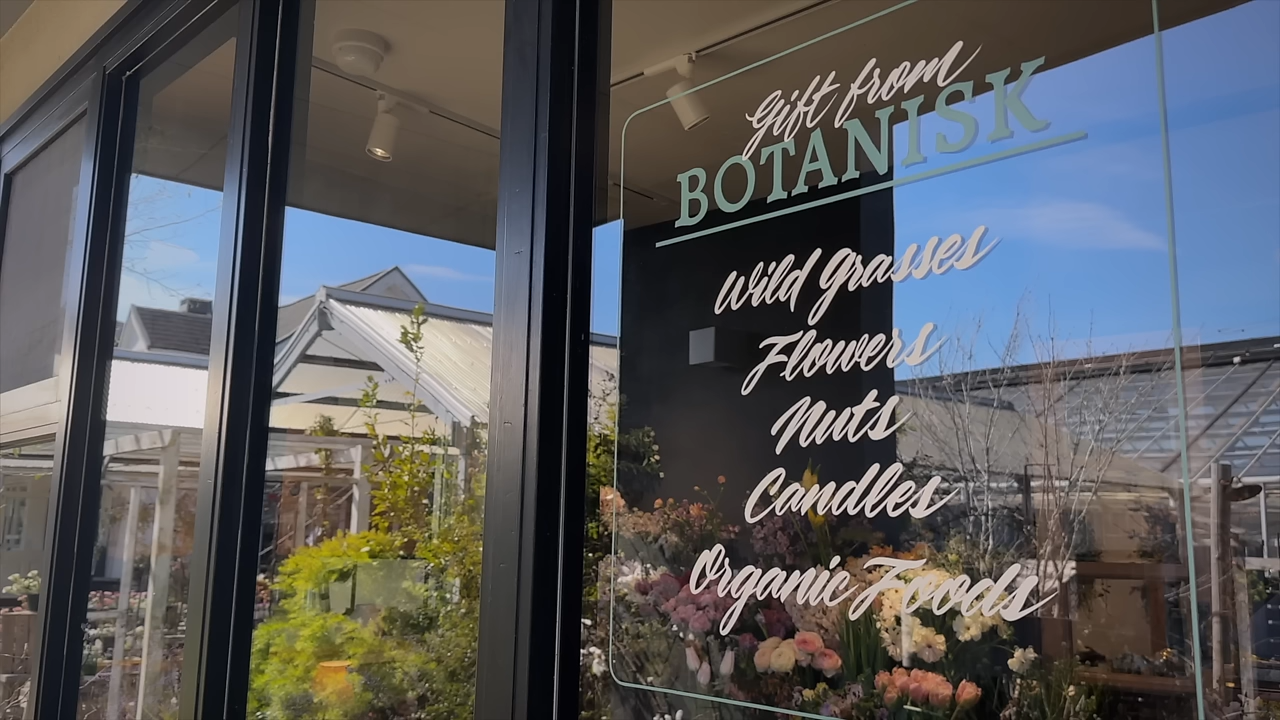 Gift from
BOTANISK
Wild grasses
Flowers
Nuts
Candles
Organic Foods